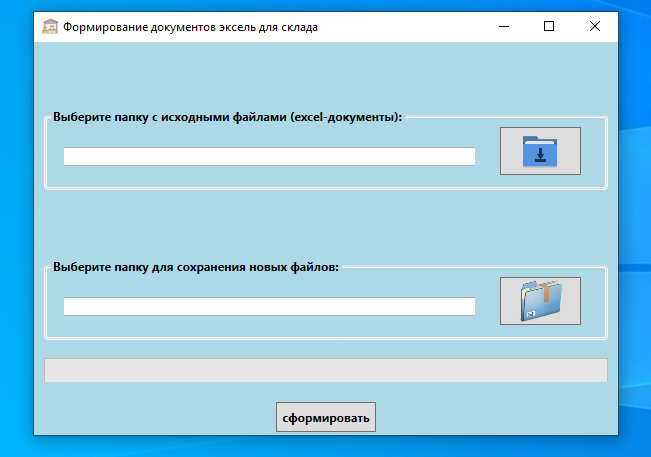 Формирование документов эксель для склада
Выберите папку с исходными файлами (excel-документы):
Выберите папку для сохранения новых файлов:
сформировать